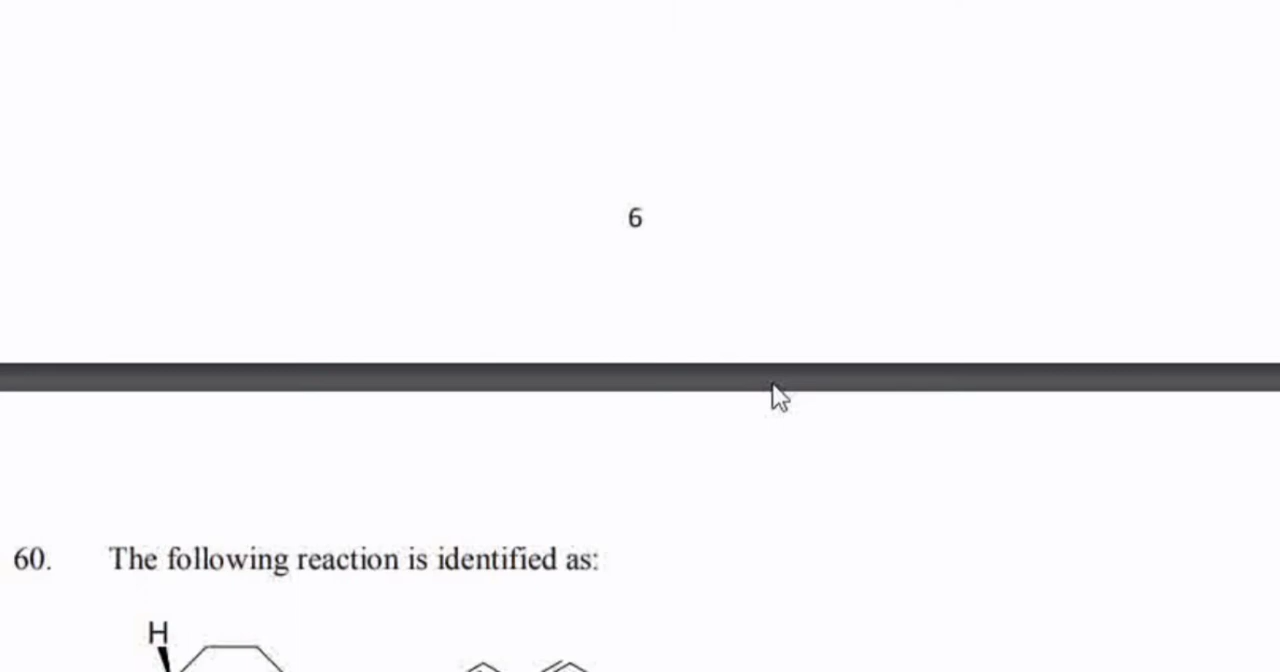 6
60. The following reaction is identified as:
H